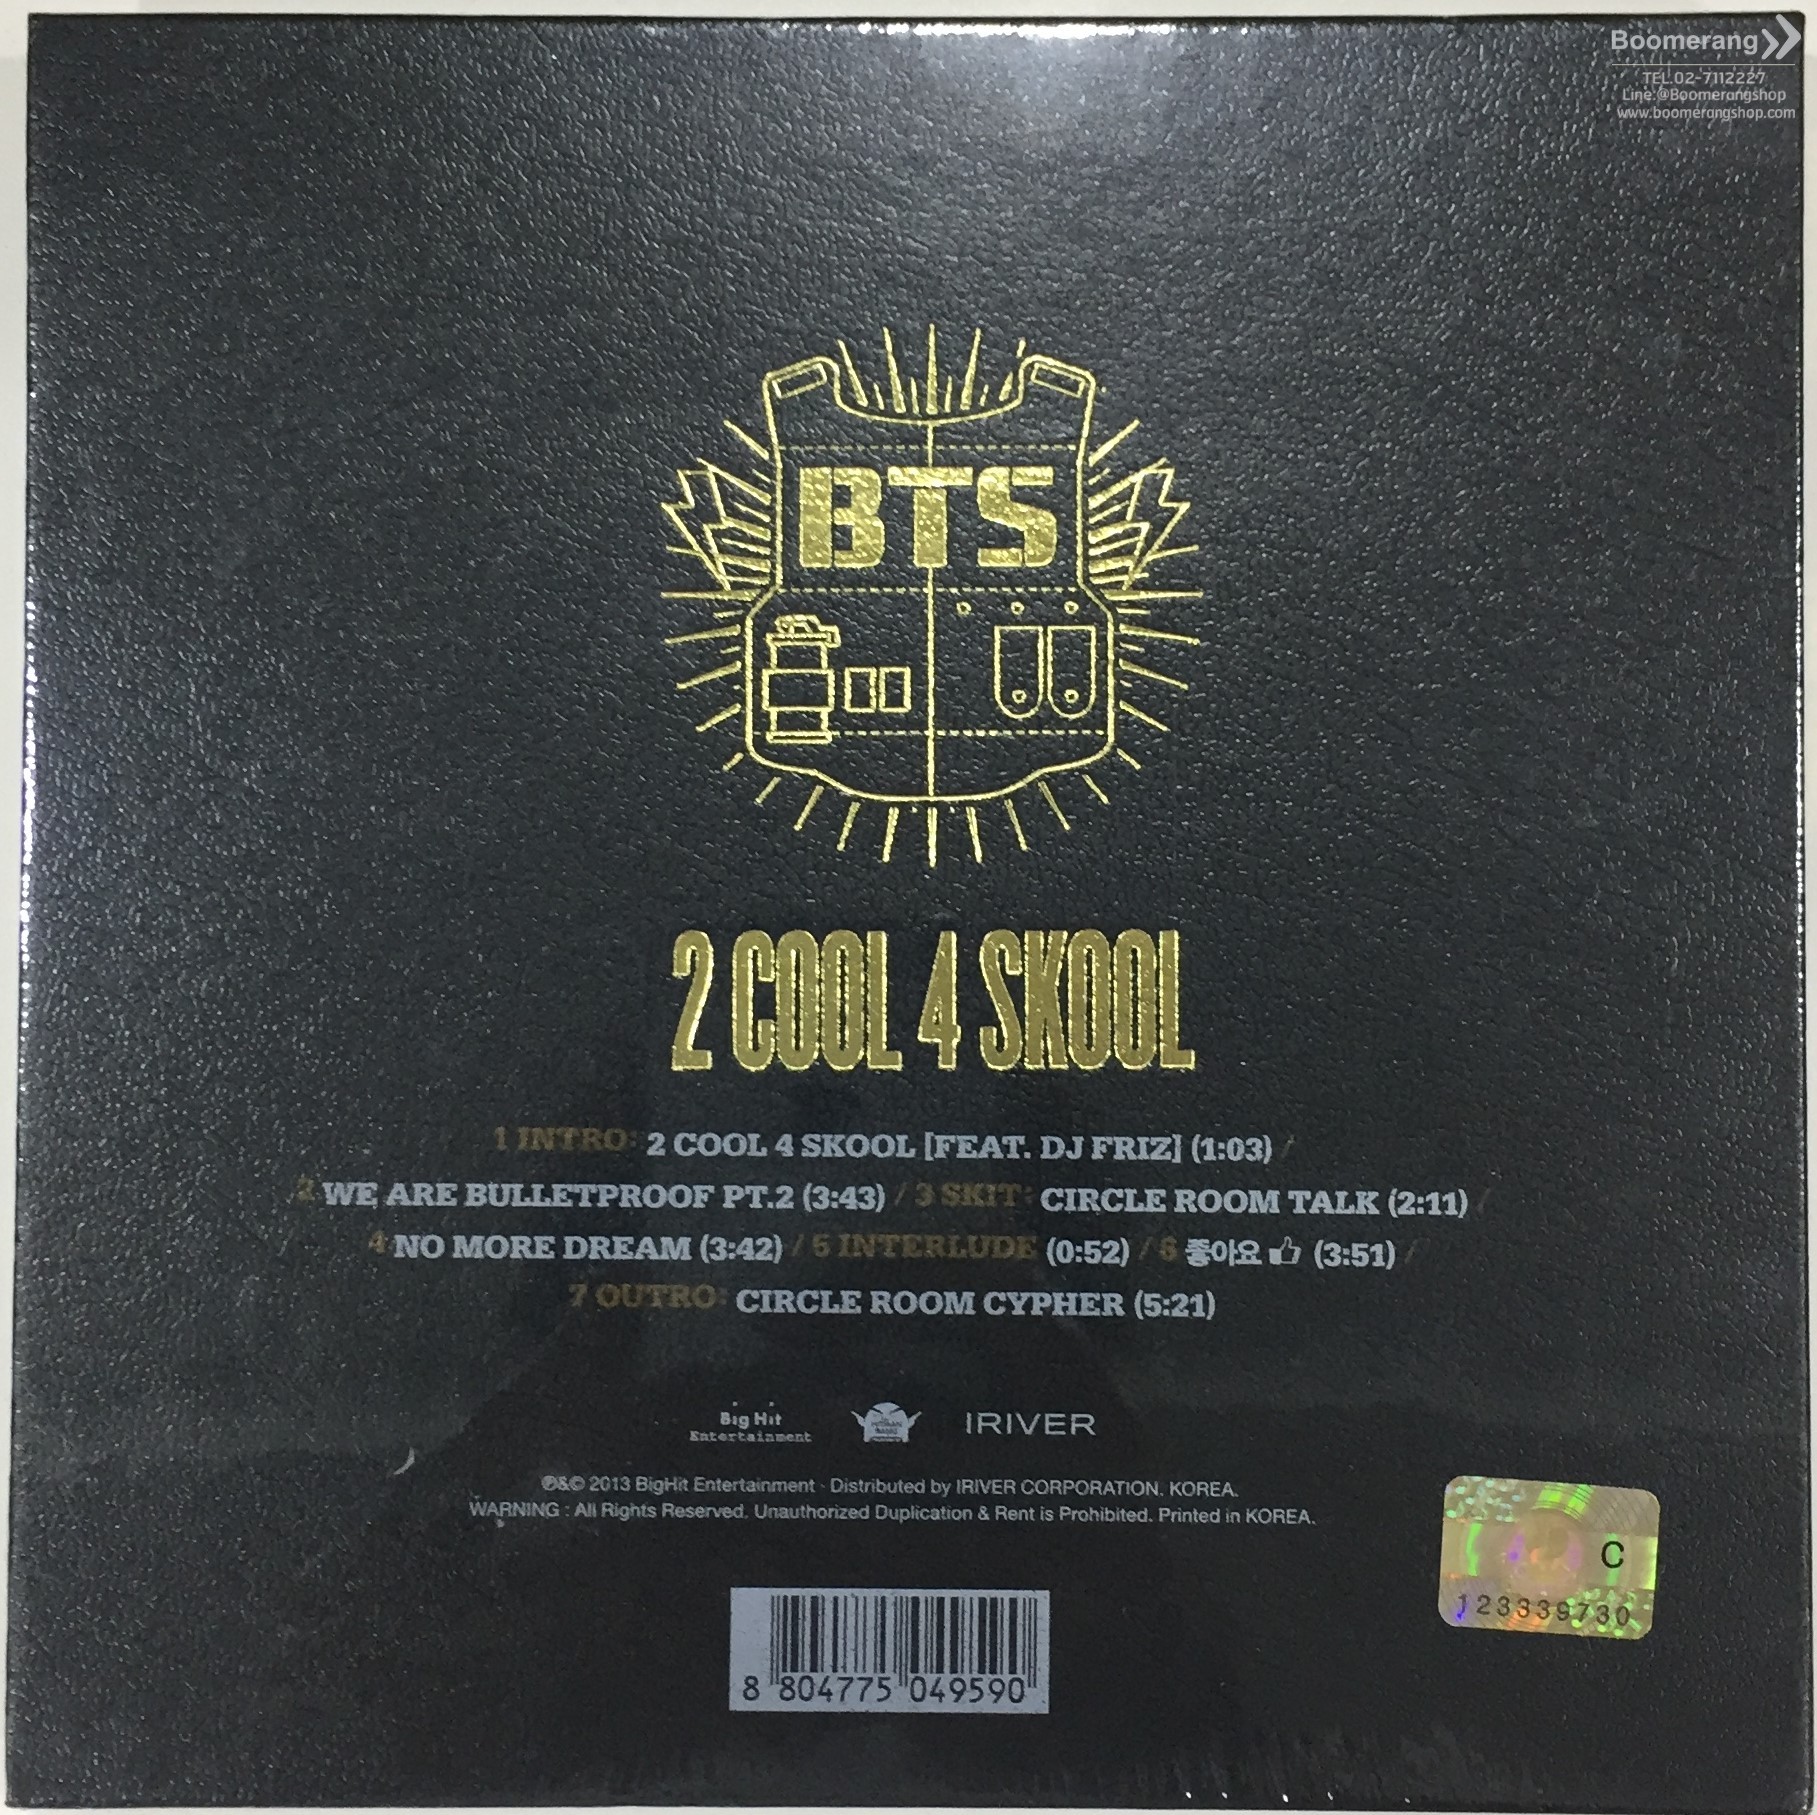 Boomerang
TEL.02-7112227
Line:@Boomerangshop
www.boomerangshop.com
BTS
2 COOL 4 SKOOL
1 INTRO: 2 COOL 4 SKOOL [FEAT. DJ FRIZ] (1:03) /
2 WE ARE BULLETPROOF PT.2 (3:43) / 3 SKIT: CIRCLE ROOM TALK (2:11) /
4 NO MORE DREAM (3:42) / 5 INTERLUDE (0:52) / 6 좋아요 (3:51) /
7 OUTRO: CIRCLE ROOM CYPHER (5:21)
Big Hit
Entertainment
IRIVER
℗&© 2013 BigHit Entertainment · Distributed by IRIVER CORPORATION. KOREA.
WARNING : All Rights Reserved. Unauthorized Duplication & Rent is Prohibited. Printed in KOREA.
C
123339730
8 804775 049590